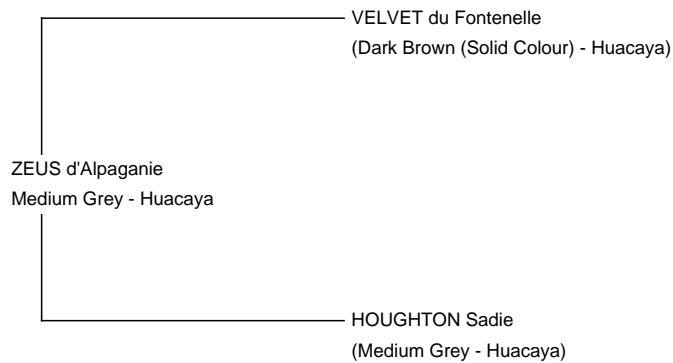 VELVET du Fontenelle
(Dark Brown (Solid Colour) - Huacaya)
ZEUS d'Alpaganie
Medium Grey - Huacaya
HOUGHTON Sadie
(Medium Grey - Huacaya)